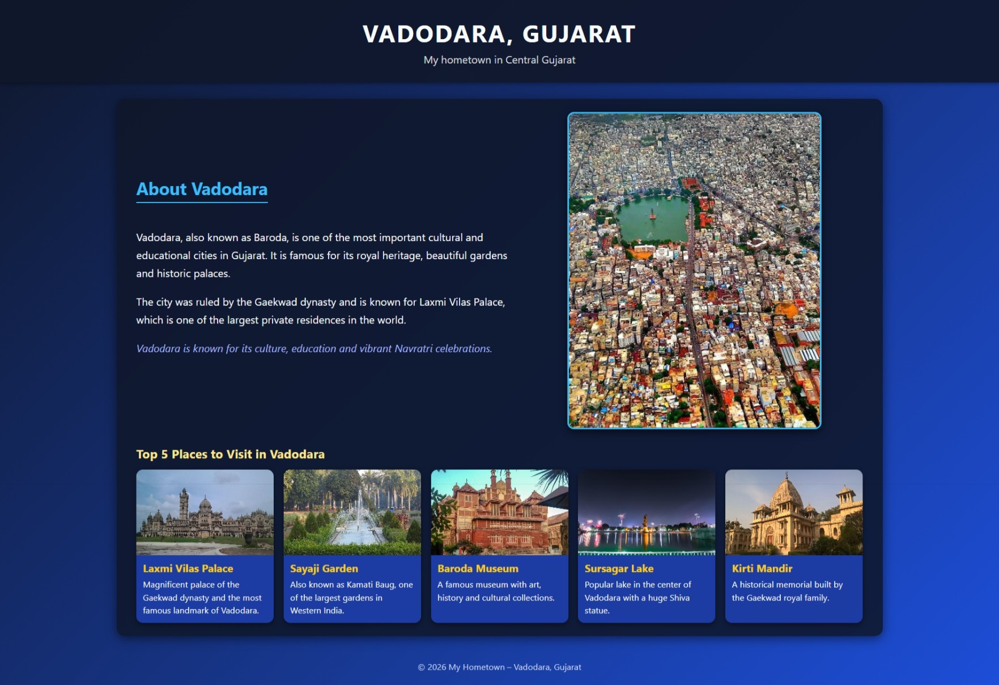 VADODARA, GUJARAT
My hometown in Central Gujarat
About Vadodara
Vadodara, also known as Baroda, is one of the most important cultural and
educational cities in Gujarat. It is famous for its royal heritage, beautiful gardens
and historic palaces.
The city was ruled by the Gaekwad dynasty and is known for Laxmi Vilas Palace,
which is one of the largest private residences in the world.
Vadodara is known for its culture, education and vibrant Navratri celebrations.
Top 5 Places to Visit in Vadodara
Laxmi Vilas Palace
Magnificent palace of the
Gaekwad dynasty and the most
famous landmark of Vadodara.
Sayaji Garden
Also known as Kamati Baug, one
of the largest gardens in
Western India.
Baroda Museum
A famous museum with art,
history and cultural collections.
Sursagar Lake
Popular lake in the center of
Vadodara with a huge Shiva
statue.
Kirti Mandir
A historical memorial built by
the Gaekwad royal family.
© 2026 My Hometown – Vadodara, Gujarat